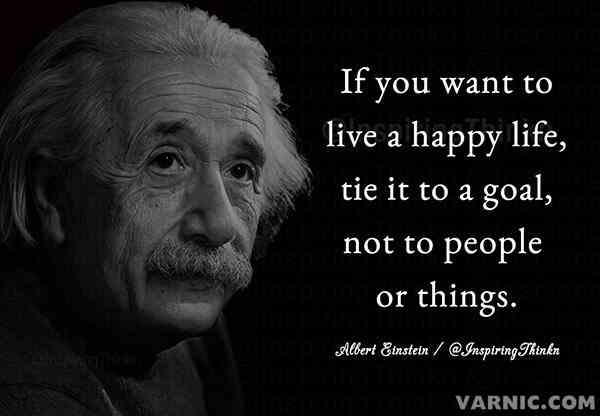 If you want to
live a happy life,
tie it to a goal,
not to people
or things.
Albert Einstein / @InspiringThinkn
VARNIC.COM